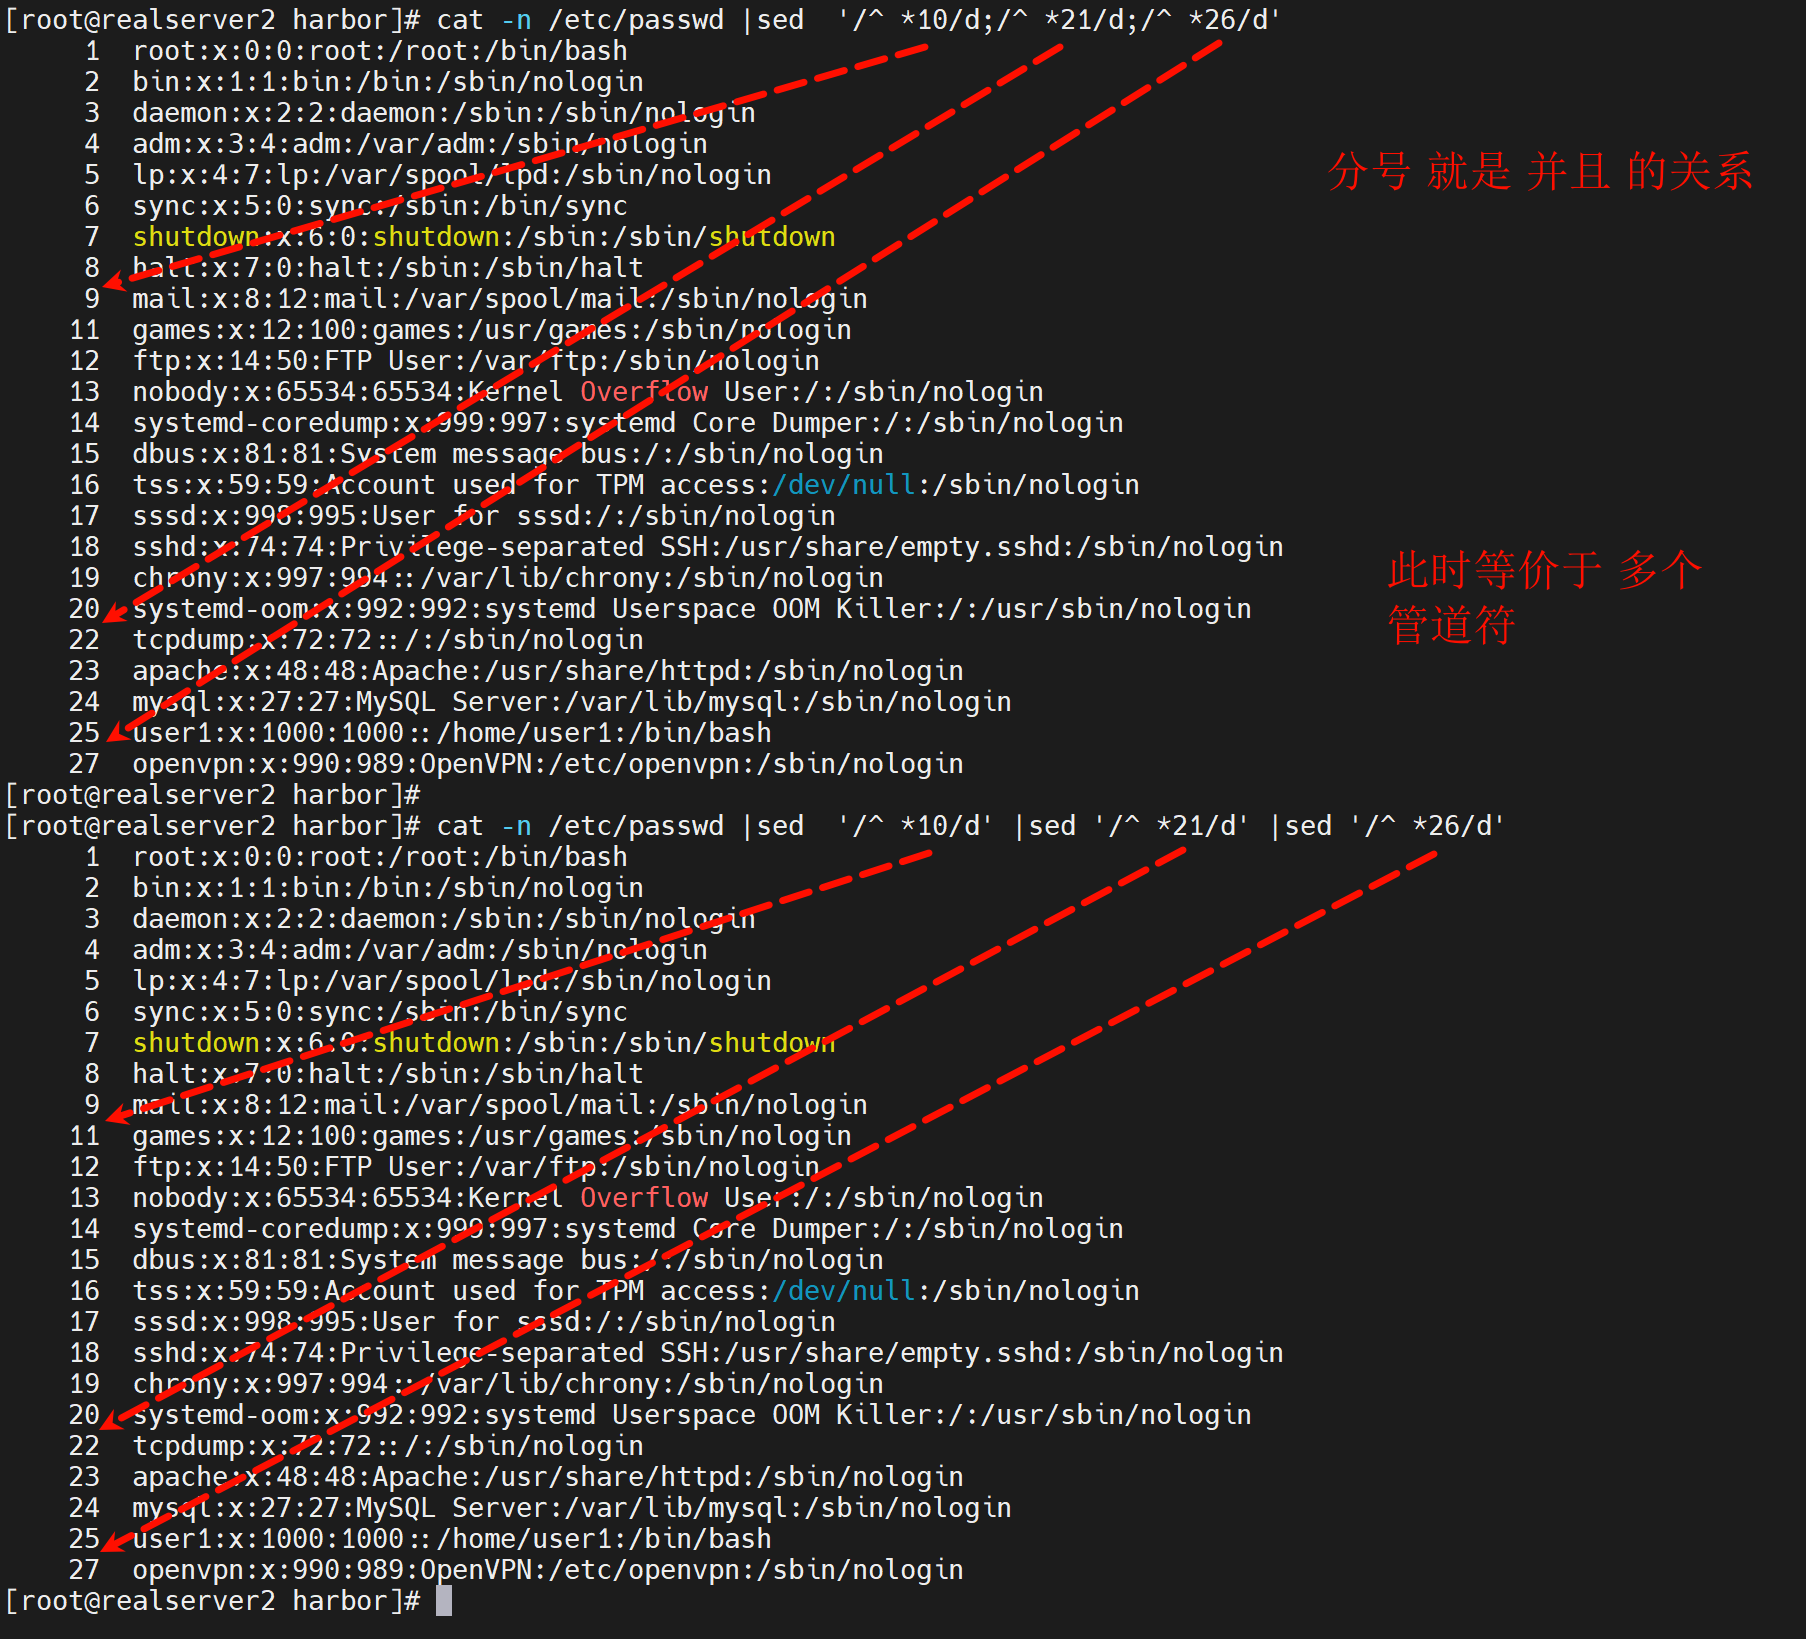 [root@realserver2 harbor]# cat -n /etc/passwd |sed  '/^ *10/d;/^ *21/d;/^ *26/d'
     1  root:x:0:0:root:/root:/bin/bash
     2  bin:x:1:1:bin:/bin:/sbin/nologin
     3  daemon:x:2:2:daemon:/sbin:/sbin/nologin
     4  adm:x:3:4:adm:/var/adm:/sbin/nologin
分号 就是 并且 的关系
     5  lp:x:4:7:lp:/var/spool/lpd:/sbin/nologin
     6  sync:x:5:0:sync:/sbin:/bin/sync
     7  shutdown:x:6:0:shutdown:/sbin:/sbin/shutdown
     8  halt:x:7:0:halt:/sbin:/sbin/halt
     9  mail:x:8:12:mail:/var/spool/mail:/sbin/nologin
    11  games:x:12:100:games:/usr/games:/sbin/nologin
    12  ftp:x:14:50:FTP User:/var/ftp:/sbin/nologin
    13  nobody:x:65534:65534:Kernel Overflow User:/:/sbin/nologin
    14  systemd-coredump:x:999:997:systemd Core Dumper:/:/sbin/nologin
    15  dbus:x:81:81:System message bus:/:/sbin/nologin
    16  tss:x:59:59:Account used for TPM access:/dev/null:/sbin/nologin
    17  sssd:x:998:995:User for sssd:/:/sbin/nologin
    18  sshd:x:74:74:Privilege-separated SSH:/usr/share/empty.sshd:/sbin/nologin
    19  chrony:x:997:994::/var/lib/chrony:/sbin/nologin
此时等价于 多个
管道符
    20  systemd-oom:x:992:992:systemd Userspace OOM Killer:/:/usr/sbin/nologin
    22  tcpdump:x:72:72::/:/sbin/nologin
    23  apache:x:48:48:Apache:/usr/share/httpd:/sbin/nologin
    24  mysql:x:27:27:MySQL Server:/var/lib/mysql:/sbin/nologin
    25  user1:x:1000:1000::/home/user1:/bin/bash
    27  openvpn:x:990:989:OpenVPN:/etc/openvpn:/sbin/nologin
[root@realserver2 harbor]#
[root@realserver2 harbor]# cat -n /etc/passwd |sed  '/^ *10/d' |sed '/^ *21/d' |sed '/^ *26/d'
     1  root:x:0:0:root:/root:/bin/bash
     2  bin:x:1:1:bin:/bin:/sbin/nologin
     3  daemon:x:2:2:daemon:/sbin:/sbin/nologin
     4  adm:x:3:4:adm:/var/adm:/sbin/nologin
     5  lp:x:4:7:lp:/var/spool/lpd:/sbin/nologin
     6  sync:x:5:0:sync:/sbin:/bin/sync
     7  shutdown:x:6:0:shutdown:/sbin:/sbin/shutdown
     8  halt:x:7:0:halt:/sbin:/sbin/halt
     9  mail:x:8:12:mail:/var/spool/mail:/sbin/nologin
    11  games:x:12:100:games:/usr/games:/sbin/nologin
    12  ftp:x:14:50:FTP User:/var/ftp:/sbin/nologin
    13  nobody:x:65534:65534:Kernel Overflow User:/:/sbin/nologin
    14  systemd-coredump:x:999:997:systemd Core Dumper:/:/sbin/nologin
    15  dbus:x:81:81:System message bus:/:/sbin/nologin
    16  tss:x:59:59:Account used for TPM access:/dev/null:/sbin/nologin
    17  sssd:x:998:995:User for sssd:/:/sbin/nologin
    18  sshd:x:74:74:Privilege-separated SSH:/usr/share/empty.sshd:/sbin/nologin
    19  chrony:x:997:994::/var/lib/chrony:/sbin/nologin
    20  systemd-oom:x:992:992:systemd Userspace OOM Killer:/:/usr/sbin/nologin
    22  tcpdump:x:72:72::/:/sbin/nologin
    23  apache:x:48:48:Apache:/usr/share/httpd:/sbin/nologin
    24  mysql:x:27:27:MySQL Server:/var/lib/mysql:/sbin/nologin
    25  user1:x:1000:1000::/home/user1:/bin/bash
    27  openvpn:x:990:989:OpenVPN:/etc/openvpn:/sbin/nologin
[root@realserver2 harbor]#